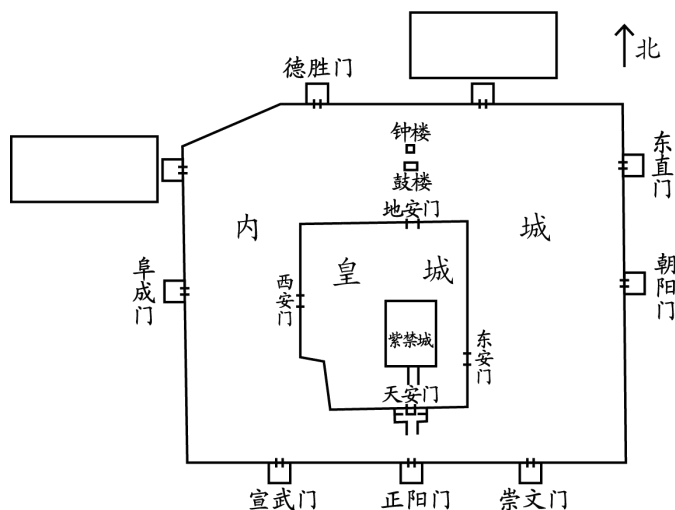 北
德胜门
钟楼
东直门
鼓楼
地安门
内
城
皇
城
阜成门
西安门
朝阳门
紫禁城
东安门
天安门
宣武门
正阳门
崇文门